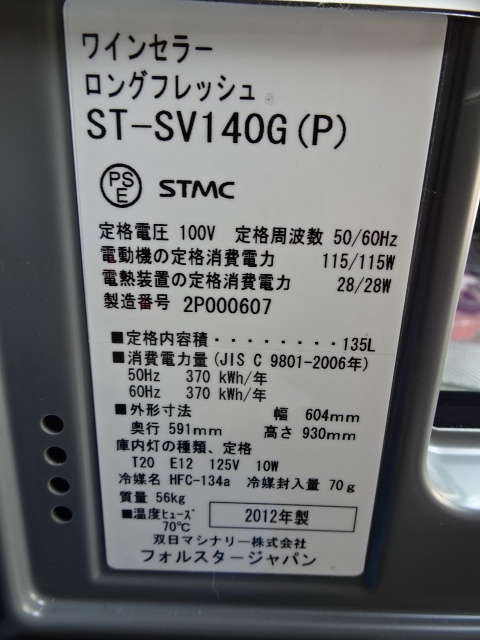 ワインセラー
ロングフレッシュ
ST-SV140G(P)
PSE STMC
定格電圧 100V 定格周波数 50/60Hz
電動機の定格消費電力 115/115W
電熱装置の定格消費電力 28/28W
製造番号 2P000607
■定格内容積・・・・・・・・135L
■消費電力量(JIS C 9801-2006年)
50Hz 370 kWh/年
60Hz 370 kWh/年
■外形寸法 幅 604mm
奥行 591mm 高さ 930mm
庫内灯の種類、定格
T20 E12 125V 10W
冷媒名 HFC-134a 冷媒封入量 70g
質量 56kg
■温度ヒューズ 2012年製
70℃
双日マシナリー株式会社
フォルスタージャパン